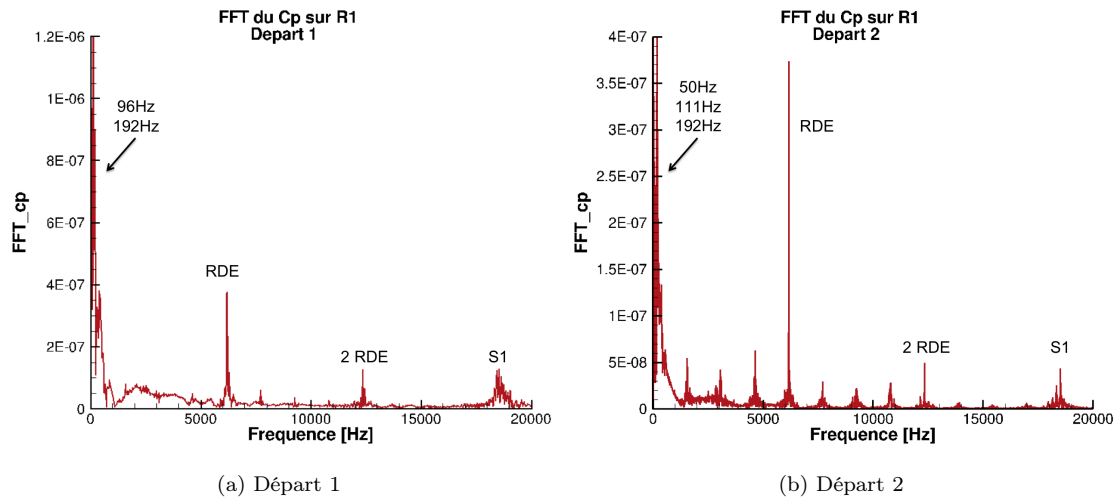 FFT du Cp sur R1
Depart 1
1.2E-06
1E-06
8E-07
6E-07
4E-07
2E-07
0
FFT_cp
96Hz
192Hz
RDE
2 RDE
S1
0 5000 10000 15000 20000
Frequence [Hz]
(a) Départ 1
FFT du Cp sur R1
Depart 2
4E-07
3.5E-07
3E-07
2.5E-07
2E-07
1.5E-07
1E-07
5E-08
0
FFT_cp
50Hz
111Hz
192Hz
RDE
2 RDE
S1
0 5000 10000 15000 20000
Frequence [Hz]
(b) Départ 2